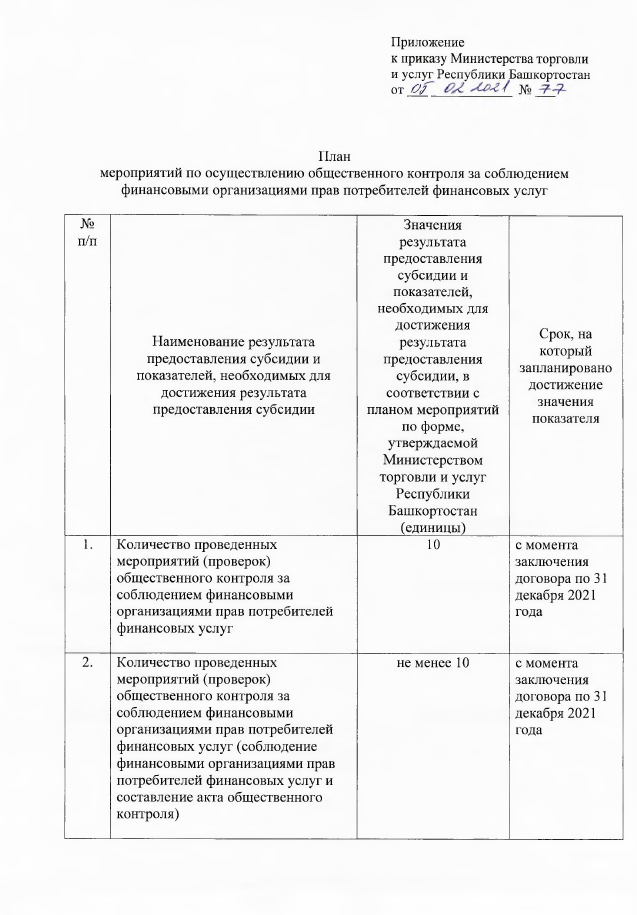 Приложение
к приказу Министерства торговли
и услуг Республики Башкортостан
от 05 02 2021 № 77
План
мероприятий по осуществлению общественного контроля за соблюдением
финансовыми организациями прав потребителей финансовых услуг
№
п/п
Наименование результата
предоставления субсидии и
показателей, необходимых для
достижения результата
предоставления субсидии
Значения
результата
предоставления
субсидии и
показателей,
необходимых для
достижения
результата
предоставления
субсидии, в
соответствии с
планом мероприятий
по форме,
утверждаемой
Министерством
торговли и услуг
Республики
Башкортостан
(единицы)
Срок, на
который
запланировано
достижение
значения
показателя
1.
Количество проведенных
мероприятий (проверок)
общественного контроля за
соблюдением финансовыми
организациями прав потребителей
финансовых услуг
10
с момента
заключения
договора по 31
декабря 2021
года
2.
Количество проведенных
мероприятий (проверок)
общественного контроля за
соблюдением финансовыми
организациями прав потребителей
финансовых услуг (соблюдение
финансовыми организациями прав
потребителей финансовых услуг и
составление акта общественного
контроля)
не менее 10
с момента
заключения
договора по 31
декабря 2021
года